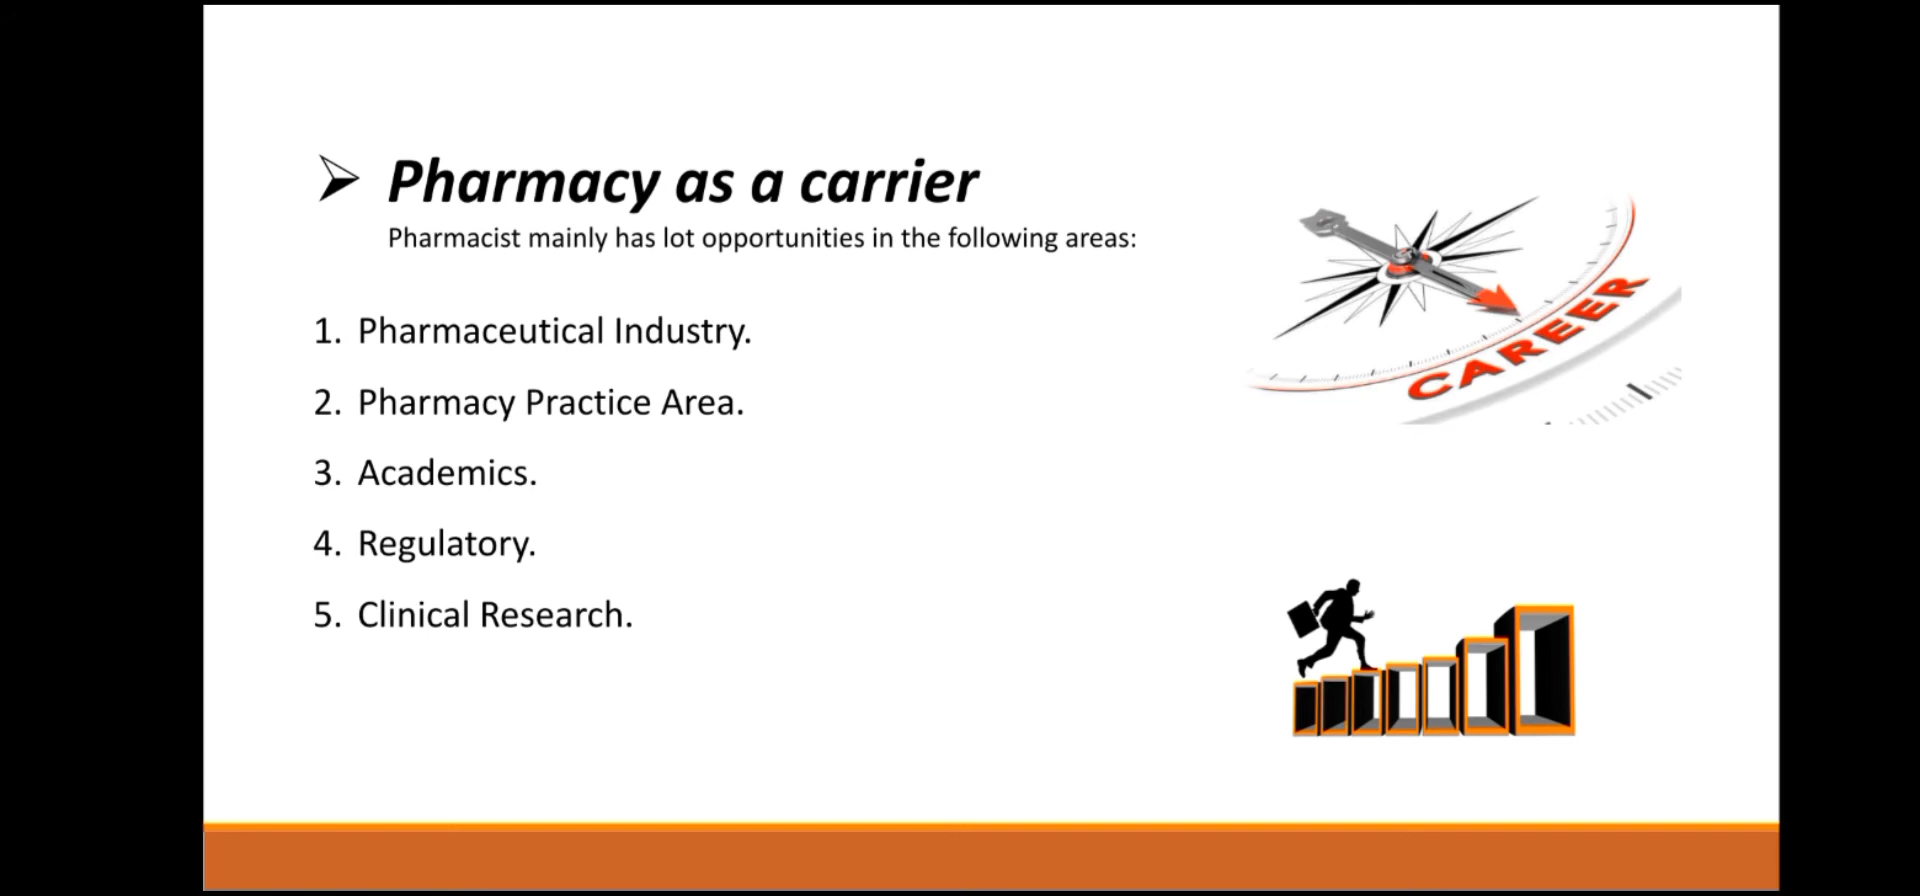 Pharmacy as a carrier
Pharmacist mainly has lot opportunities in the following areas:
1. Pharmaceutical Industry.
2. Pharmacy Practice Area.
3. Academics.
4. Regulatory.
5. Clinical Research.
CAREER